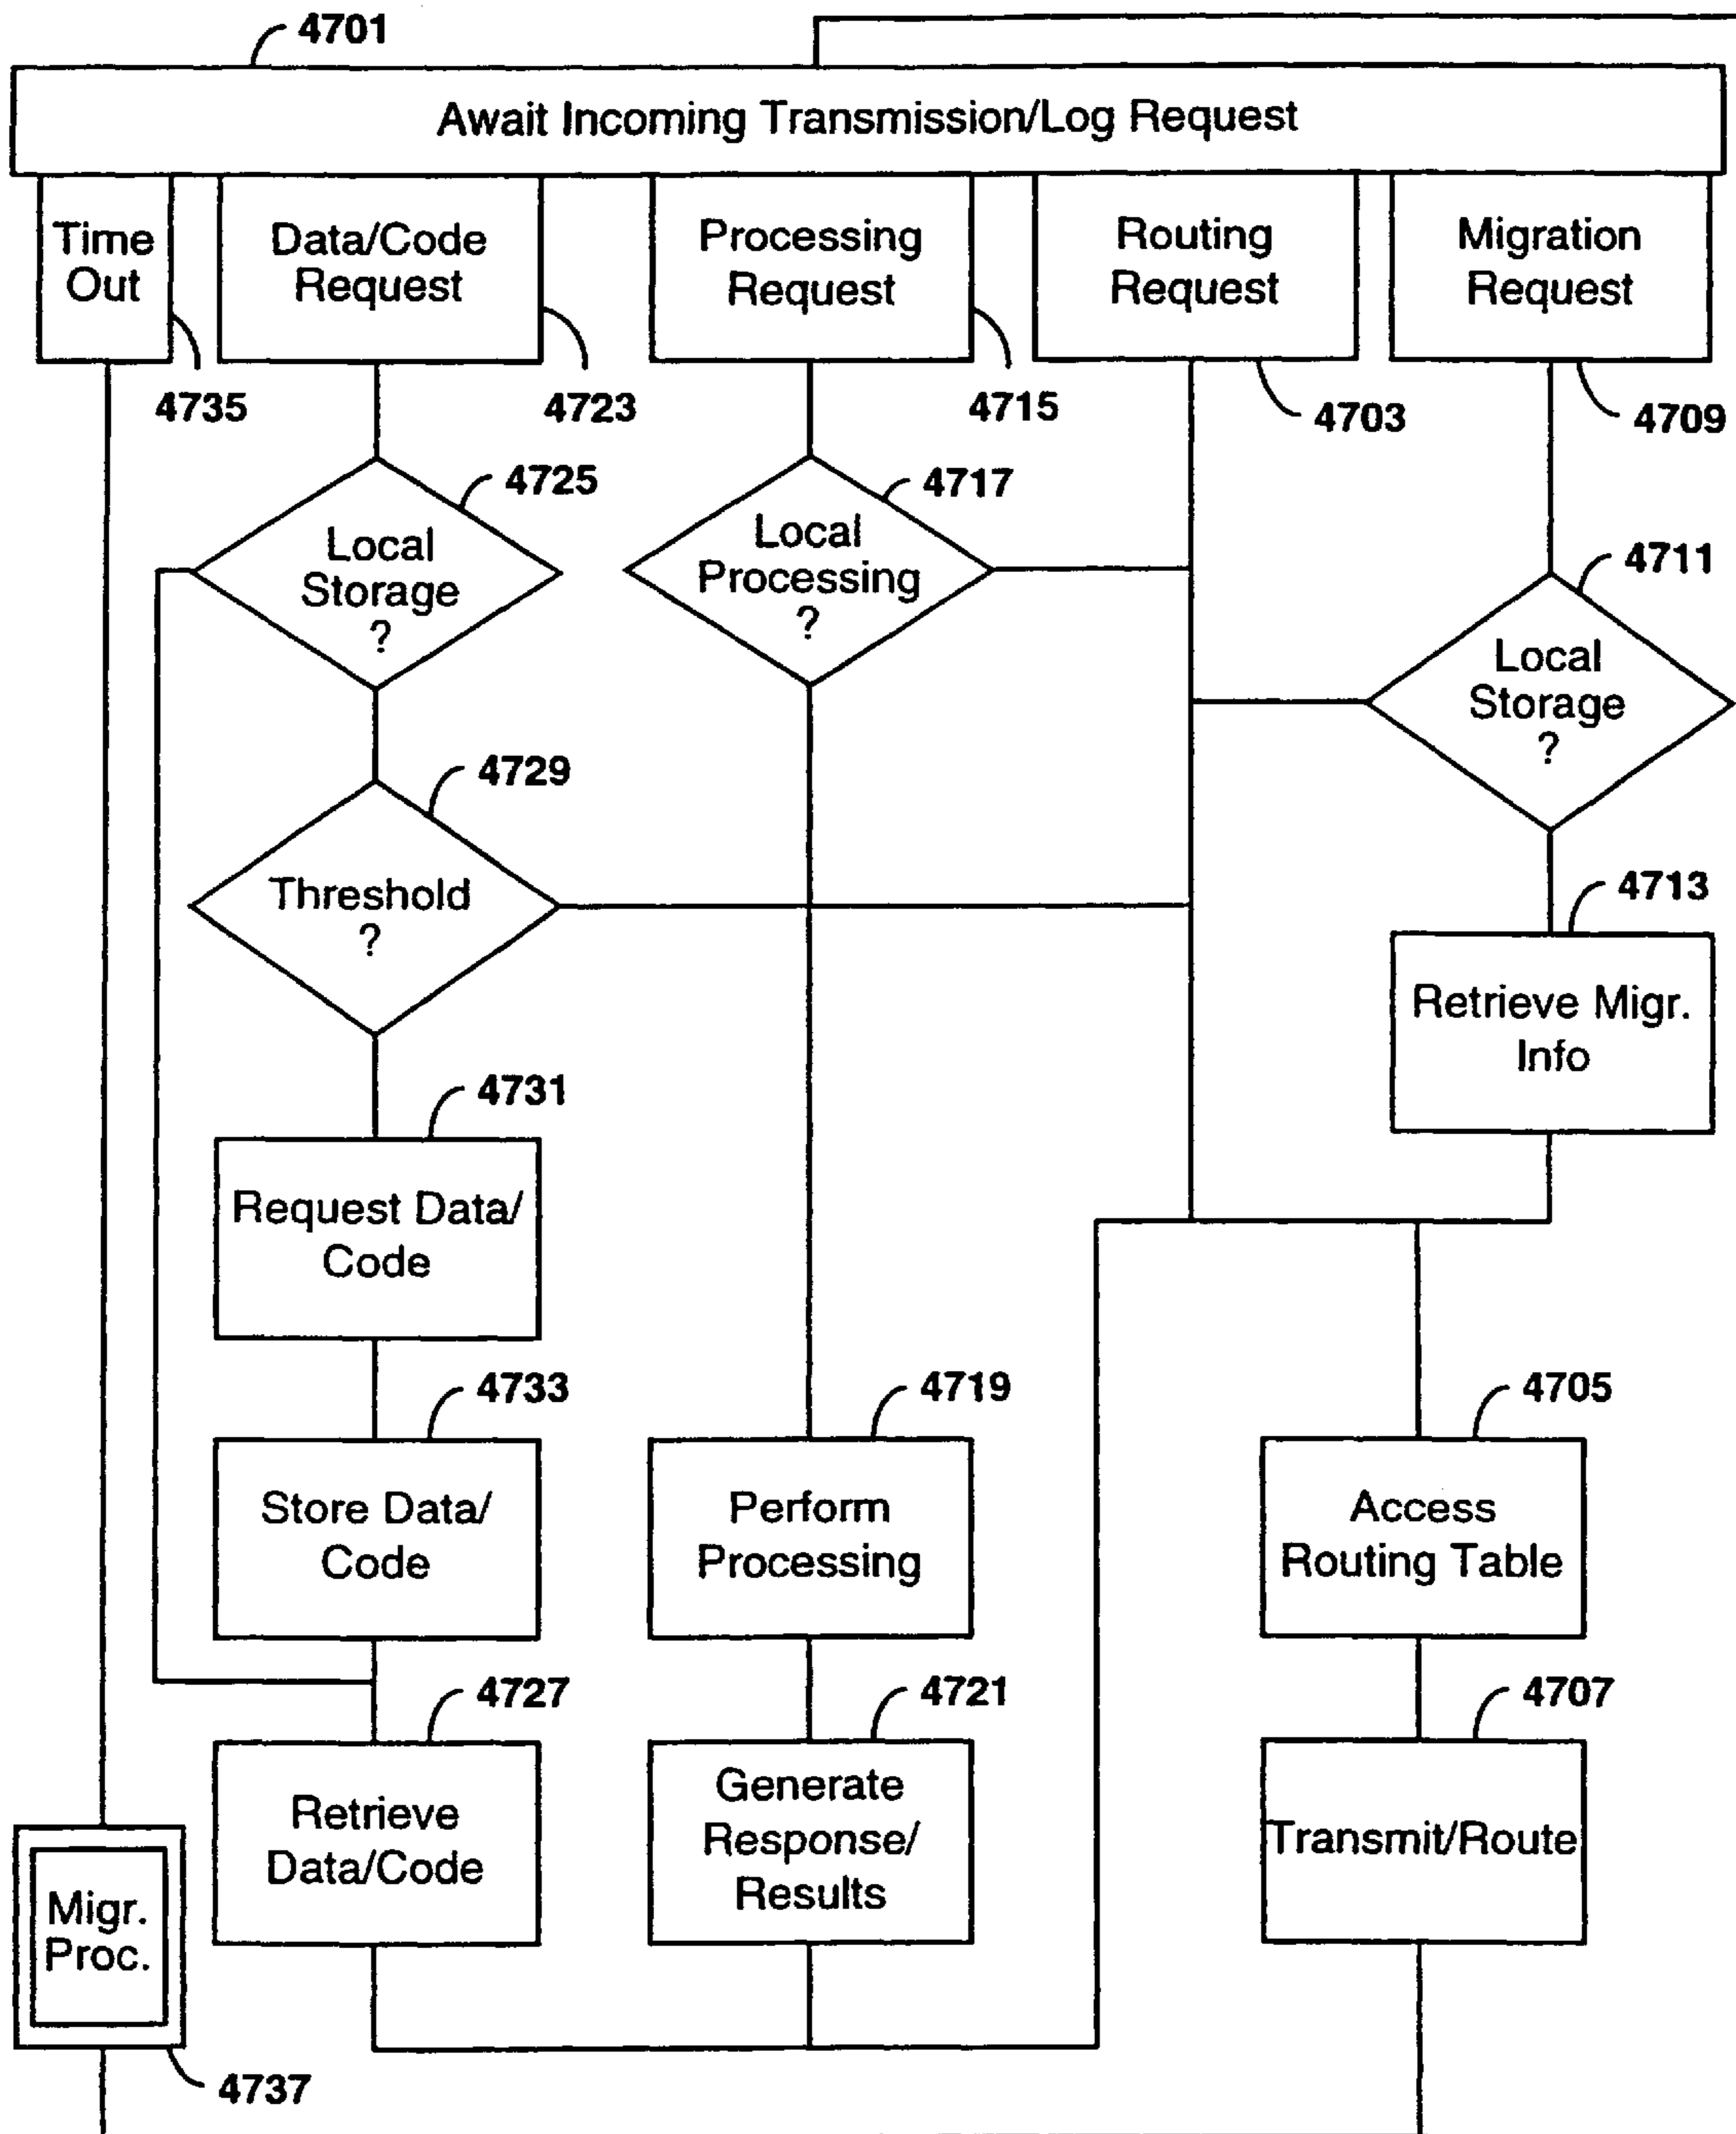 4701
Await Incoming Transmission/Log Request
Time
Out
Data/Code
Request
Processing
Request
Routing
Request
Migration
Request
4735
4723
4715
4703
4709
4725
Local
Storage
?
4717
Local
Processing
?
4711
Local
Storage
?
4729
Threshold
?
4713
Retrieve Migr.
Info
4731
Request Data/
Code
4733
Store Data/
Code
4719
Perform
Processing
4705
Access
Routing Table
4727
Retrieve
Data/Code
4721
Generate
Response/
Results
4707
Transmit/Route
Migr.
Proc.
4737